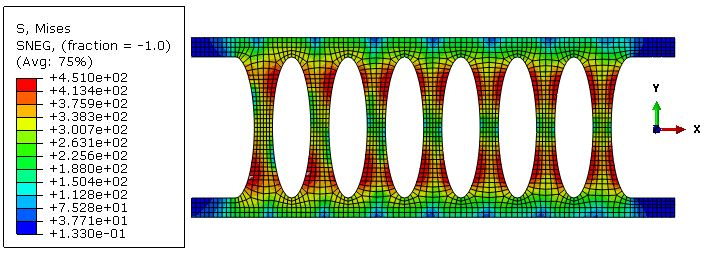 S, Mises
SNEG, (fraction = -1.0)
(Avg: 75%)
+4.510e+02
+4.134e+02
+3.759e+02
+3.383e+02
+3.007e+02
+2.631e+02
+2.256e+02
+1.880e+02
+1.504e+02
+1.128e+02
+7.528e+01
+3.771e+01
+1.330e-01
Y
X